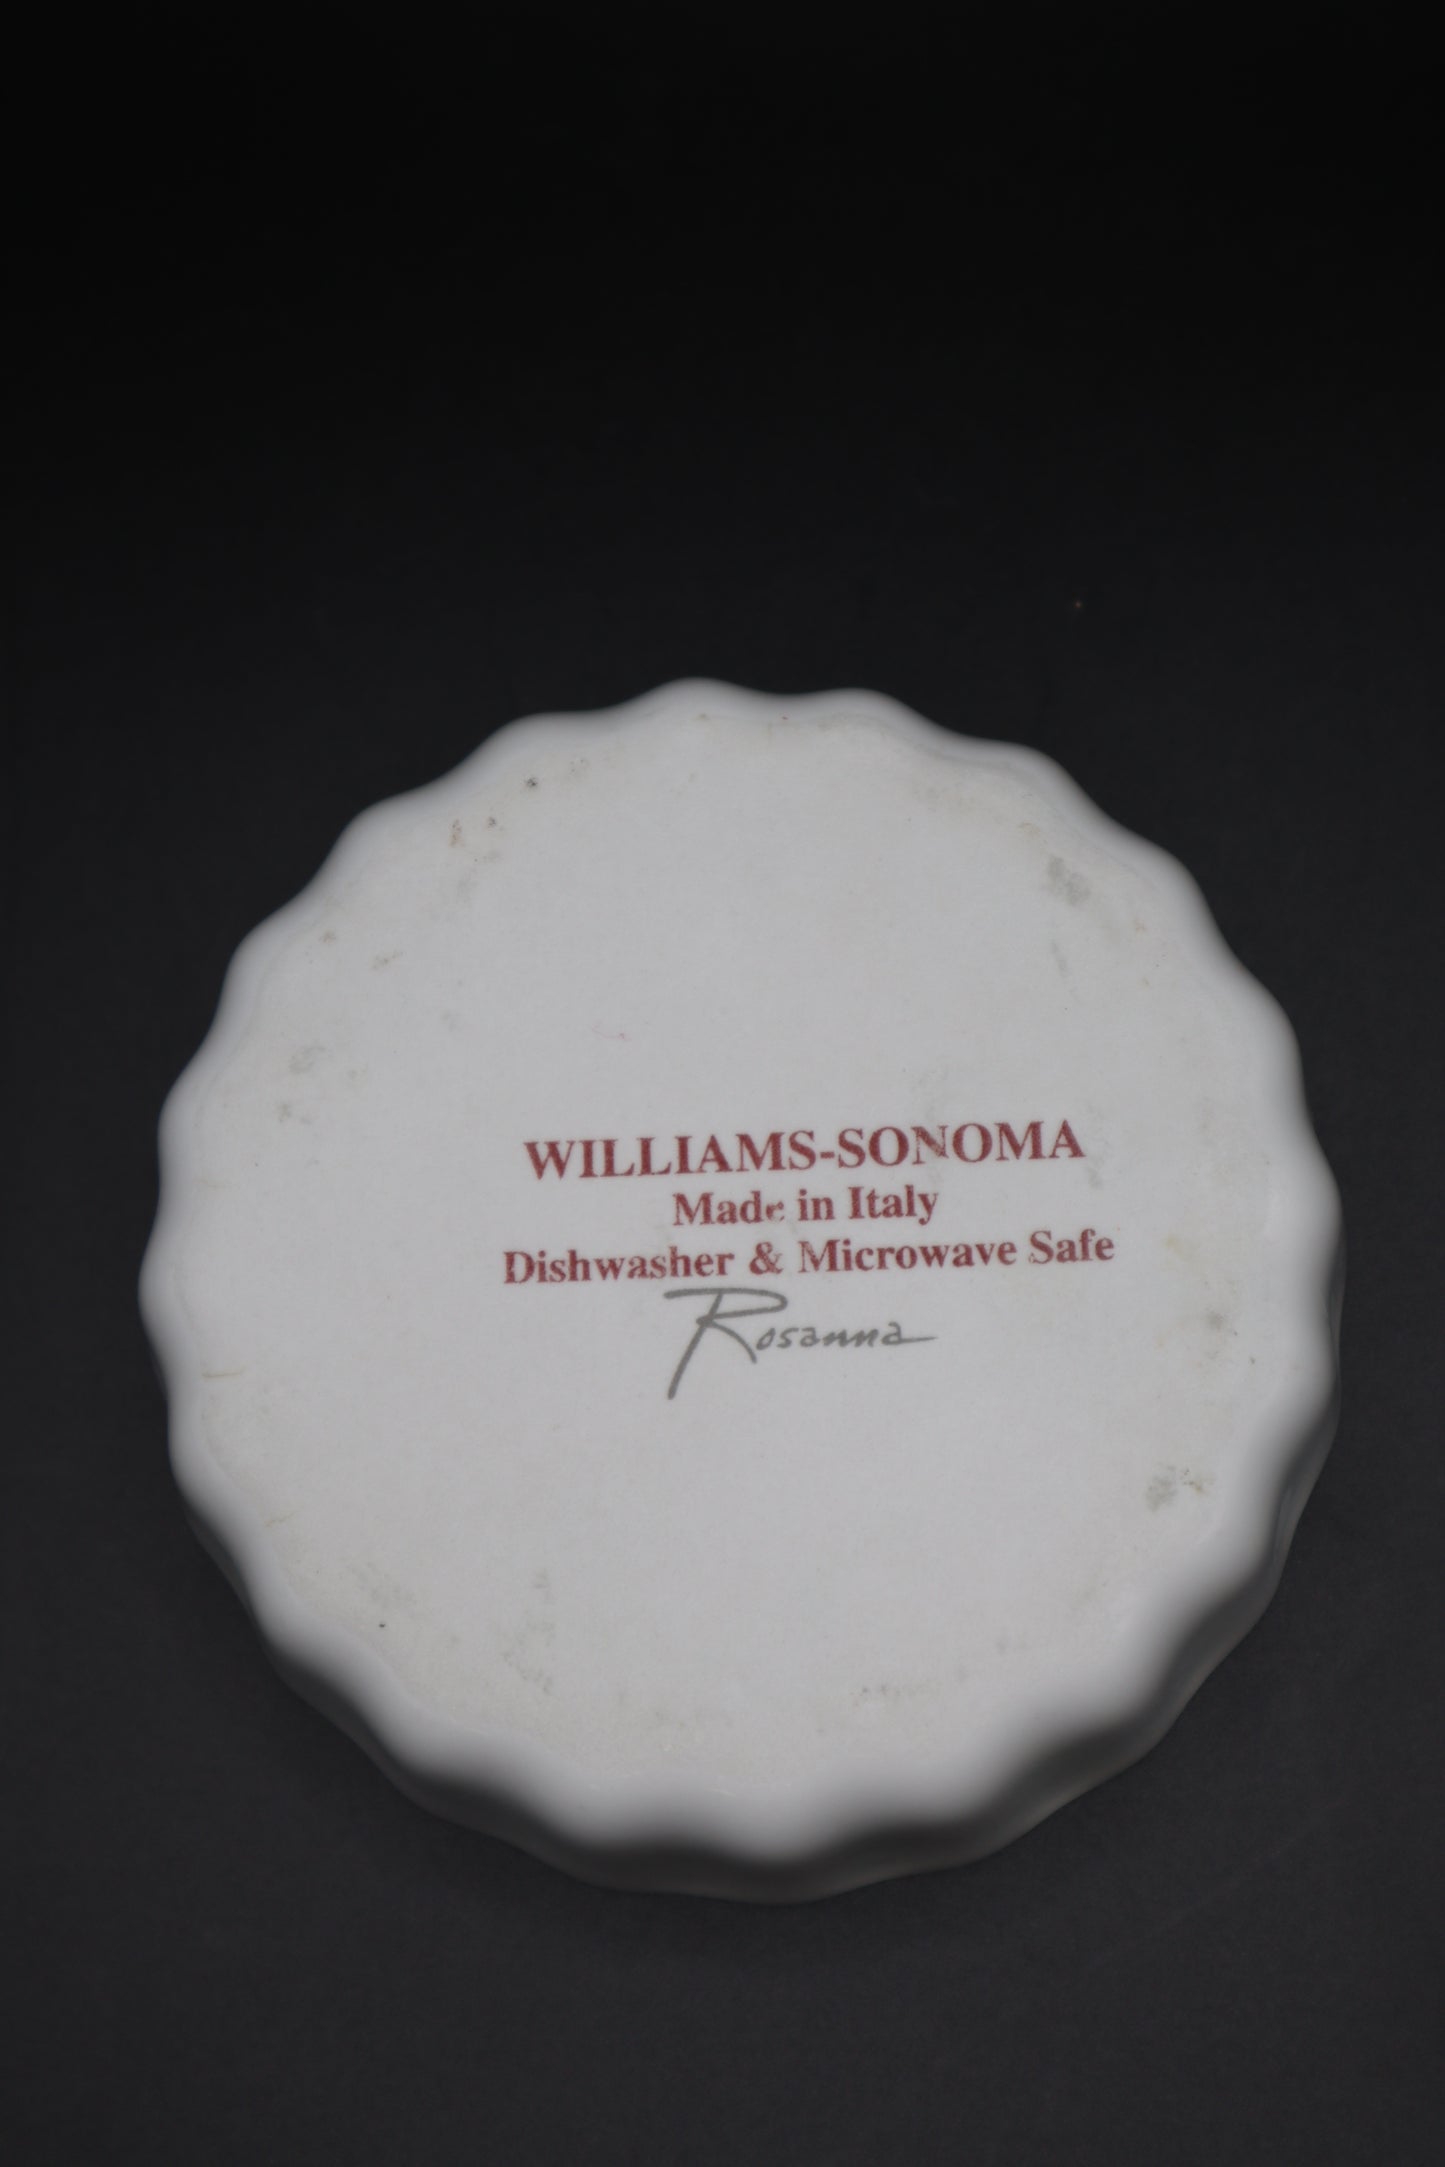 WILLIAMS-SONOMA
Made in Italy
Dishwasher & Microwave Safe
Rosanna